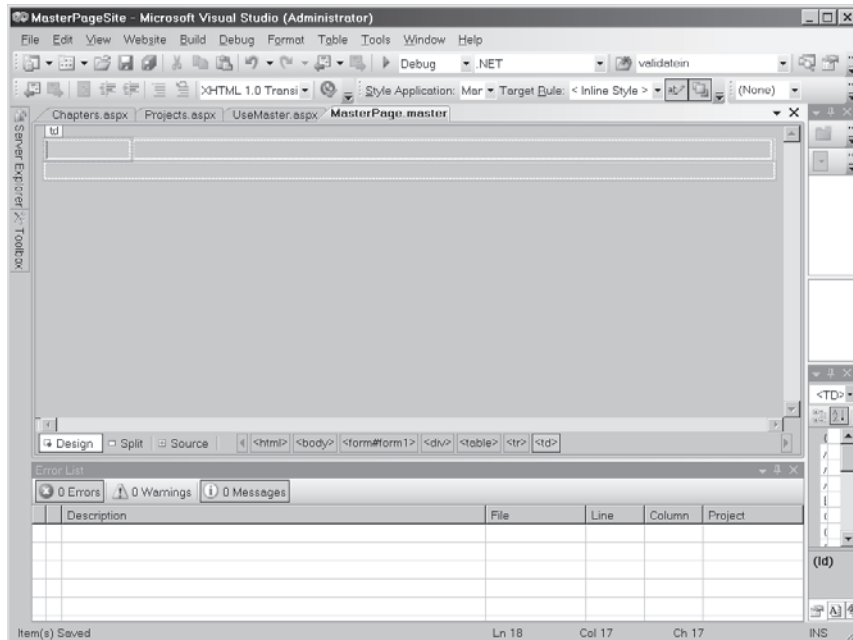 MasterPageSite - Microsoft Visual Studio (Administrator)
File Edit View Website Build Debug Format Table Tools Window Help
Debug .NET validatein
XHTML 1.0 Transi Style Application: Mar Target Rule: < Inline Style > (None)
Chapters.aspx Projects.aspx UseMaster.aspx MasterPage.master
Server Explorer
Toolbox
td
<TD>
Design Split Source <html> <body> <form#form1> <div> <table> <tr> <td>
Error List
0 Errors 0 Warnings 0 Messages
Description File Line Column Project
(Id)
Item(s) Saved Ln 18 Col 17 Ch 17 INS